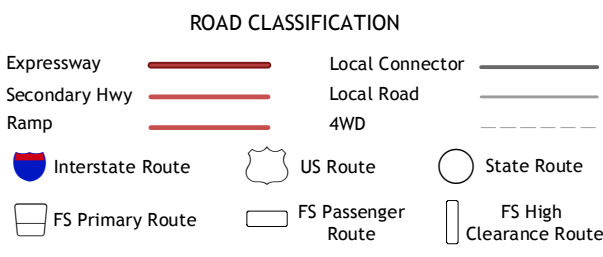 ROAD CLASSIFICATION
Expressway
Local Connector
Secondary Hwy
Local Road
Ramp
4WD
Interstate Route
US Route
State Route
FS Primary Route
FS Passenger
Route
FS High
Clearance Route